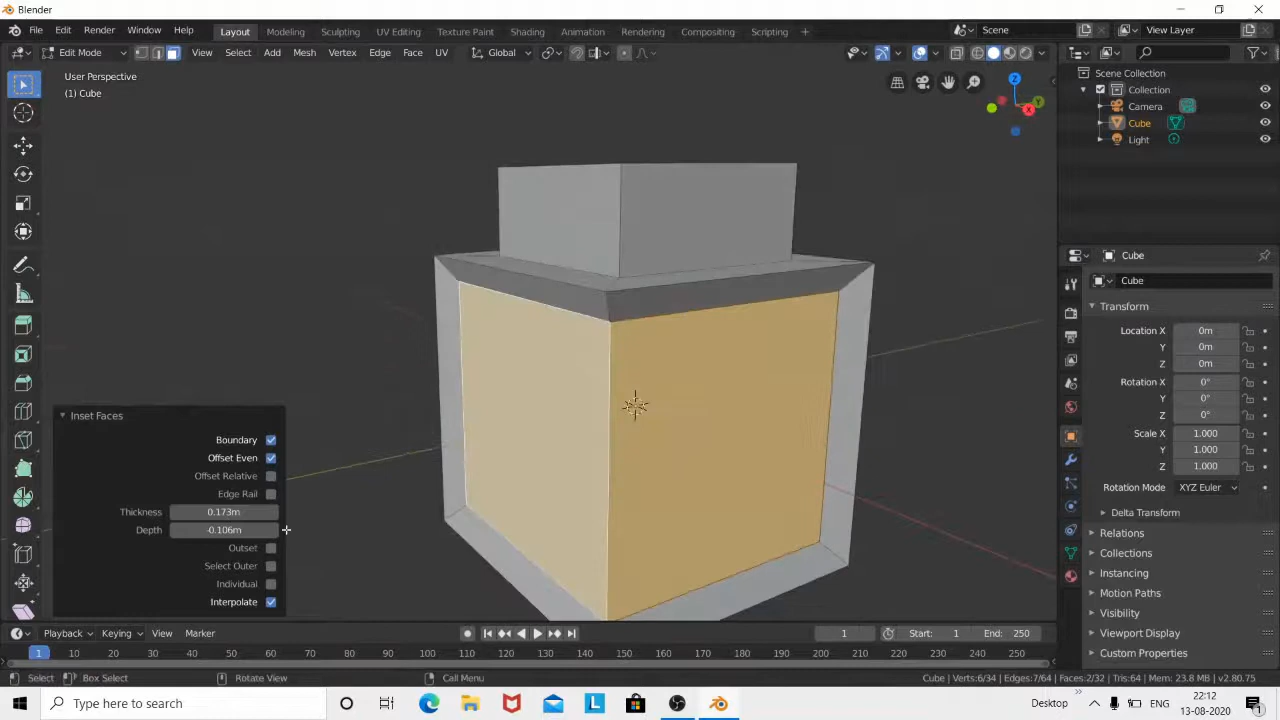 Blender
File Edit Render Window Help
Layout Modeling Sculpting UV Editing Texture Paint Shading Animation Rendering Compositing Scripting
Scene
View Layer
Edit Mode View Select Add Mesh Vertex Edge Face UV Global
User Perspective
(1) Cube
Z
Y
X
Scene Collection
Collection
Camera
Cube
Light
Cube
Cube
Transform
Location X 0m
Y 0m
Z 0m
Rotation X 0°
Y 0°
Z 0°
Scale X 1.000
Y 1.000
Z 1.000
Rotation Mode XYZ Euler
Delta Transform
Relations
Collections
Instancing
Motion Paths
Visibility
Viewport Display
Custom Properties
Inset Faces
Boundary
Offset Even
Offset Relative
Edge Rail
Thickness 0.173m
Depth -0.106m
Outset
Select Outer
Individual
Interpolate
Playback Keying View Marker
1 Start: 1 End: 250
1 10 20 30 40 50 60 70 80 90 100 110 120 130 140 150 160 170 180 190 200 210 220 230 240 250
Select Box Select Rotate View Call Menu
Cube | Verts:6/34 | Edges:7/64 | Faces:2/32 | Tris:64 | Mem: 23.8 MB | v2.80.75
Type here to search
L
Desktop
ENG
22:12
13-08-2020
1